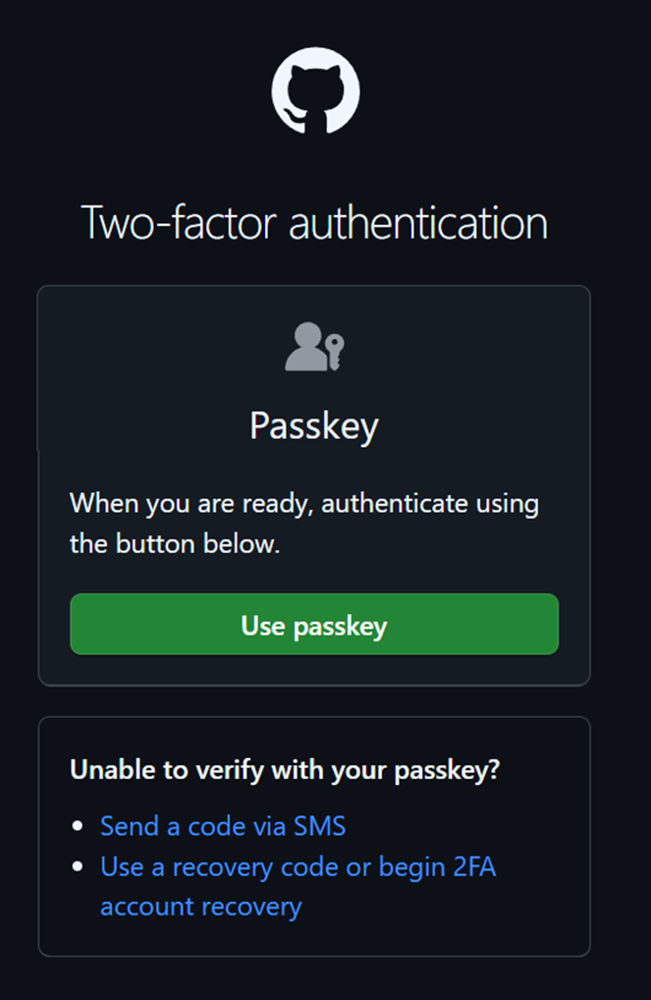 Two-factor authentication
Passkey
When you are ready, authenticate using
the button below.
Use passkey
Unable to verify with your passkey?
Send a code via SMS
Use a recovery code or begin 2FA
account recovery